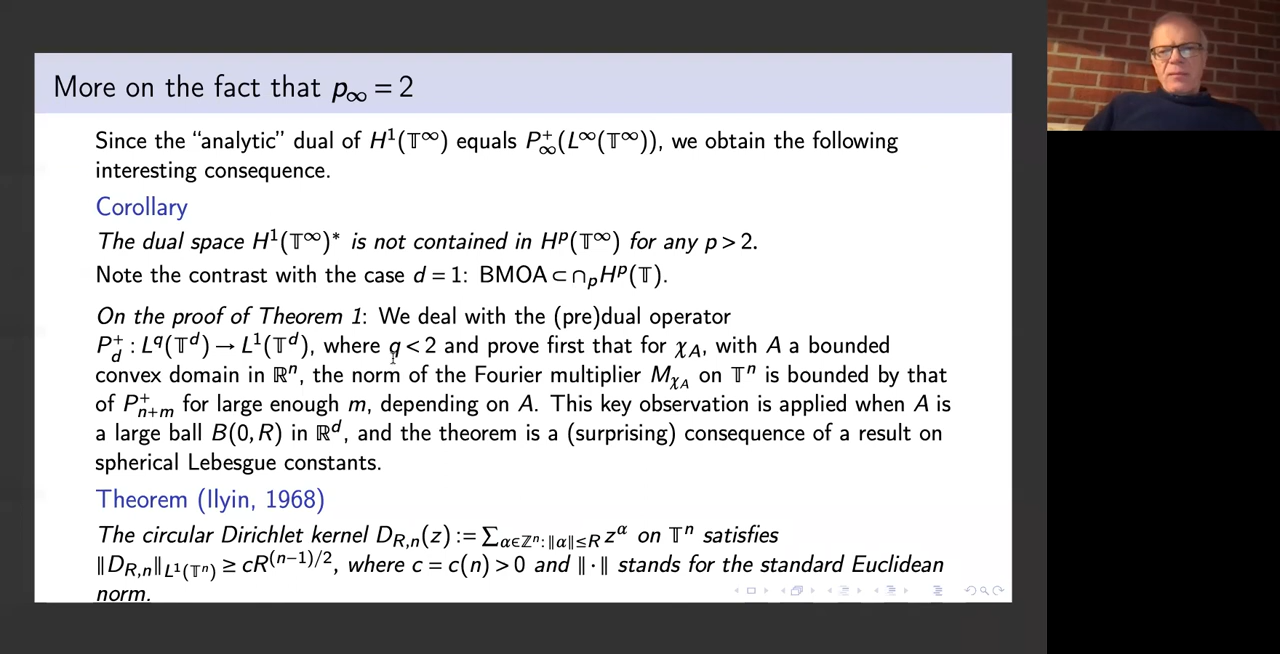 More on the fact that p∞ = 2
Since the “analytic” dual of H¹(𝕋^∞) equals P⁺_∞(L^∞(𝕋^∞)), we obtain the following
interesting consequence.
Corollary
The dual space H¹(𝕋^∞)* is not contained in H^p(𝕋^∞) for any p > 2.
Note the contrast with the case d = 1: BMOA ⊂ ∩_p H^p(𝕋).
On the proof of Theorem 1: We deal with the (pre)dual operator
P⁺_d : L^q(𝕋^d) → L¹(𝕋^d), where q < 2 and prove first that for χ_A, with A a bounded
convex domain in ℝⁿ, the norm of the Fourier multiplier M_{χ_A} on 𝕋ⁿ is bounded by that
of P⁺_{n+m} for large enough m, depending on A. This key observation is applied when A is
a large ball B(0, R) in ℝ^d, and the theorem is a (surprising) consequence of a result on
spherical Lebesgue constants.
Theorem (Ilyin, 1968)
The circular Dirichlet kernel D_{R,n}(z) := ∑_{α∈ℤⁿ:‖α‖≤R} z^α on 𝕋ⁿ satisfies
‖D_{R,n}‖_{L¹(𝕋ⁿ)} ≥ cR^{(n−1)/2}, where c = c(n) > 0 and ‖·‖ stands for the standard Euclidean
norm.